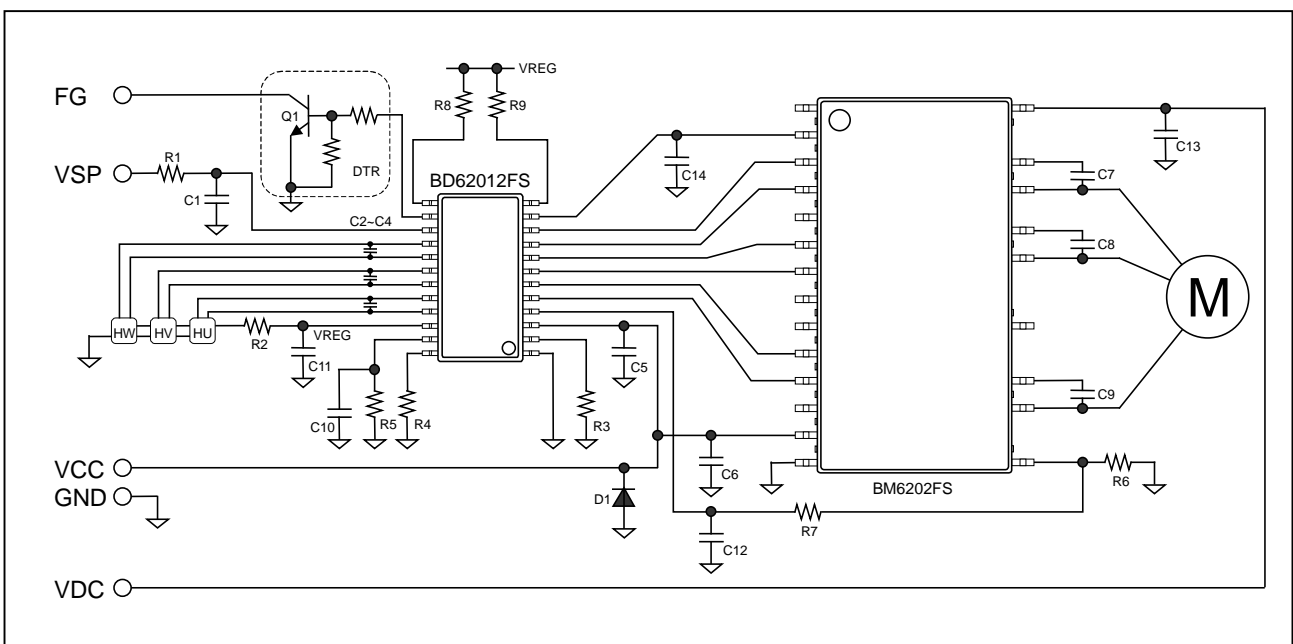 VREG
FG
R8
R9
Q1
C13
R1
C14
VSP
DTR
C7
BD62012FS
C1
C2~C4
C8
M
HW
HV
HU
VREG
R2
C11
C5
C9
C10
R5
R4
R3
VCC
C6
R6
D1
BM6202FS
GND
R7
C12
VDC